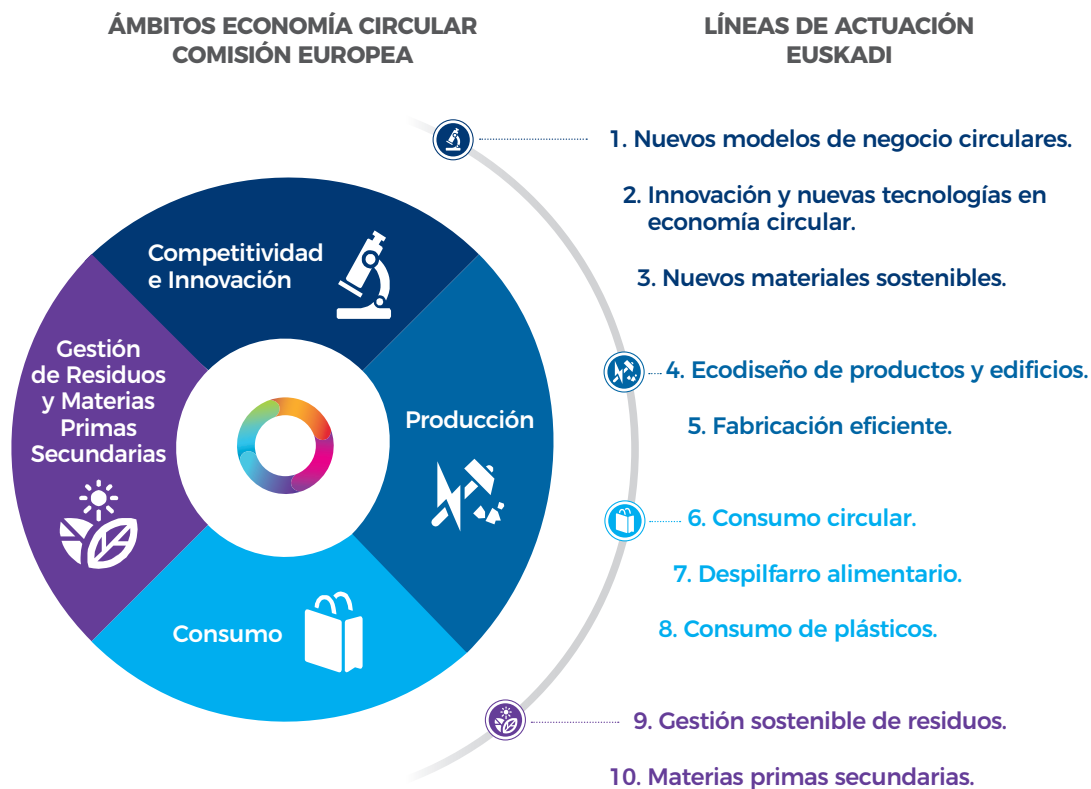 ÁMBITOS ECONOMÍA CIRCULAR
COMISIÓN EUROPEA
LÍNEAS DE ACTUACIÓN
EUSKADI
Competitividad
e Innovación
Gestión
de Residuos
y Materias
Primas
Secundarias
Producción
Consumo
1. Nuevos modelos de negocio circulares.
2. Innovación y nuevas tecnologías en
economía circular.
3. Nuevos materiales sostenibles.
4. Ecodiseño de productos y edificios.
5. Fabricación eficiente.
6. Consumo circular.
7. Despilfarro alimentario.
8. Consumo de plásticos.
9. Gestión sostenible de residuos.
10. Materias primas secundarias.